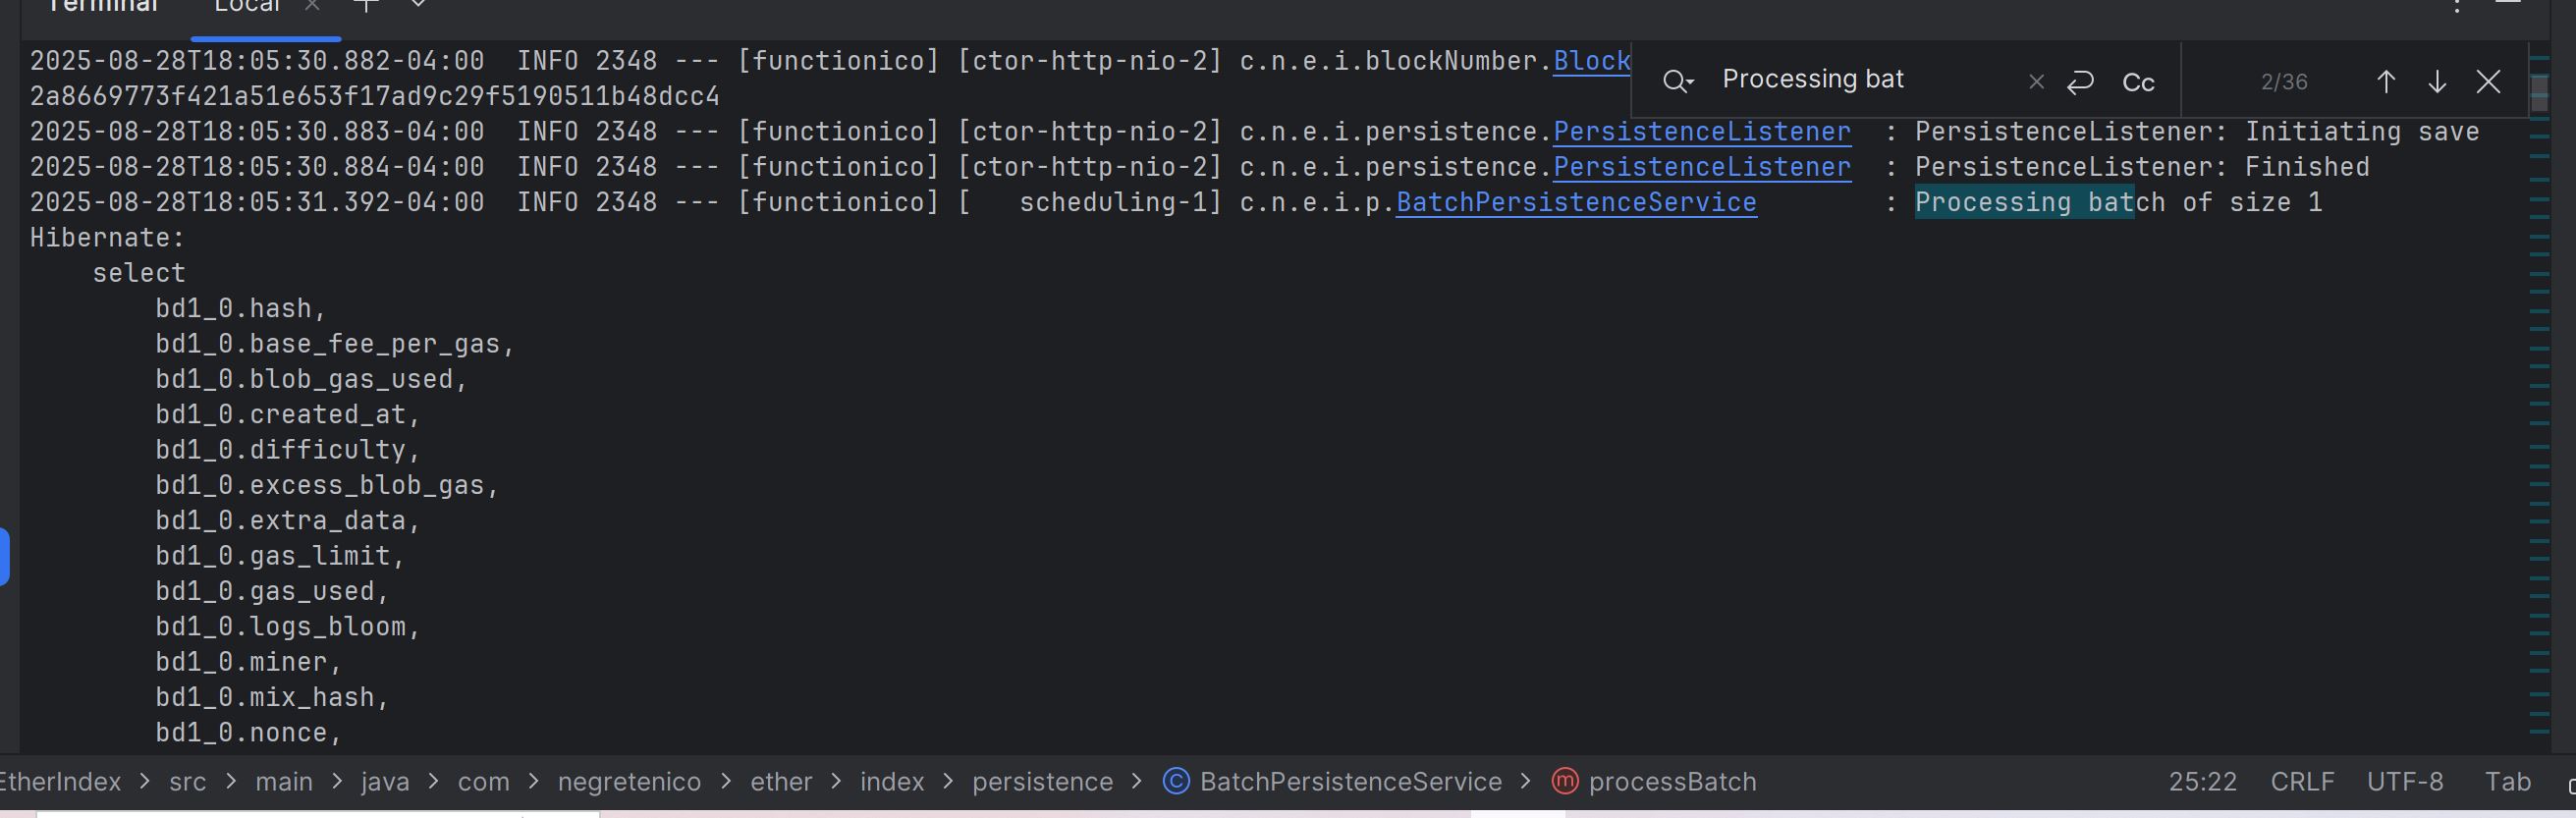 Terminal Local
2025-08-28T18:05:30.882-04:00  INFO 2348 --- [functionico] [ctor-http-nio-2] c.n.e.i.blockNumber.Block
Processing bat Cc 2/36
2a8669773f421a51e653f17ad9c29f5190511b48dcc4
2025-08-28T18:05:30.883-04:00  INFO 2348 --- [functionico] [ctor-http-nio-2] c.n.e.i.persistence.PersistenceListener  : PersistenceListener: Initiating save
2025-08-28T18:05:30.884-04:00  INFO 2348 --- [functionico] [ctor-http-nio-2] c.n.e.i.persistence.PersistenceListener  : PersistenceListener: Finished
2025-08-28T18:05:31.392-04:00  INFO 2348 --- [functionico] [   scheduling-1] c.n.e.i.p.BatchPersistenceService        : Processing batch of size 1
Hibernate:
    select
        bd1_0.hash,
        bd1_0.base_fee_per_gas,
        bd1_0.blob_gas_used,
        bd1_0.created_at,
        bd1_0.difficulty,
        bd1_0.excess_blob_gas,
        bd1_0.extra_data,
        bd1_0.gas_limit,
        bd1_0.gas_used,
        bd1_0.logs_bloom,
        bd1_0.miner,
        bd1_0.mix_hash,
        bd1_0.nonce,
EtherIndex > src > main > java > com > negretenico > ether > index > persistence > BatchPersistenceService > processBatch 25:22 CRLF UTF-8 Tab